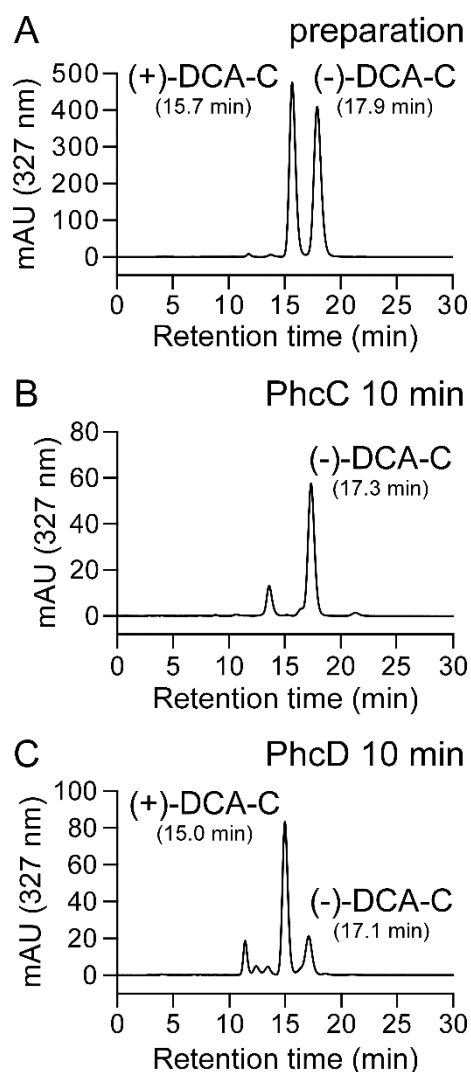 A preparation
(+)-DCA-C (-)-DCA-C
(15.7 min) (17.9 min)
500
400
300
200
100
0
mAU (327 nm)
0 5 10 15 20 25 30
Retention time (min)
B PhcC 10 min
(-)-DCA-C
(17.3 min)
80
60
40
20
0
mAU (327 nm)
0 5 10 15 20 25 30
Retention time (min)
C PhcD 10 min
(+)-DCA-C
(15.0 min)
(-)-DCA-C
(17.1 min)
100
80
60
40
20
0
mAU (327 nm)
0 5 10 15 20 25 30
Retention time (min)